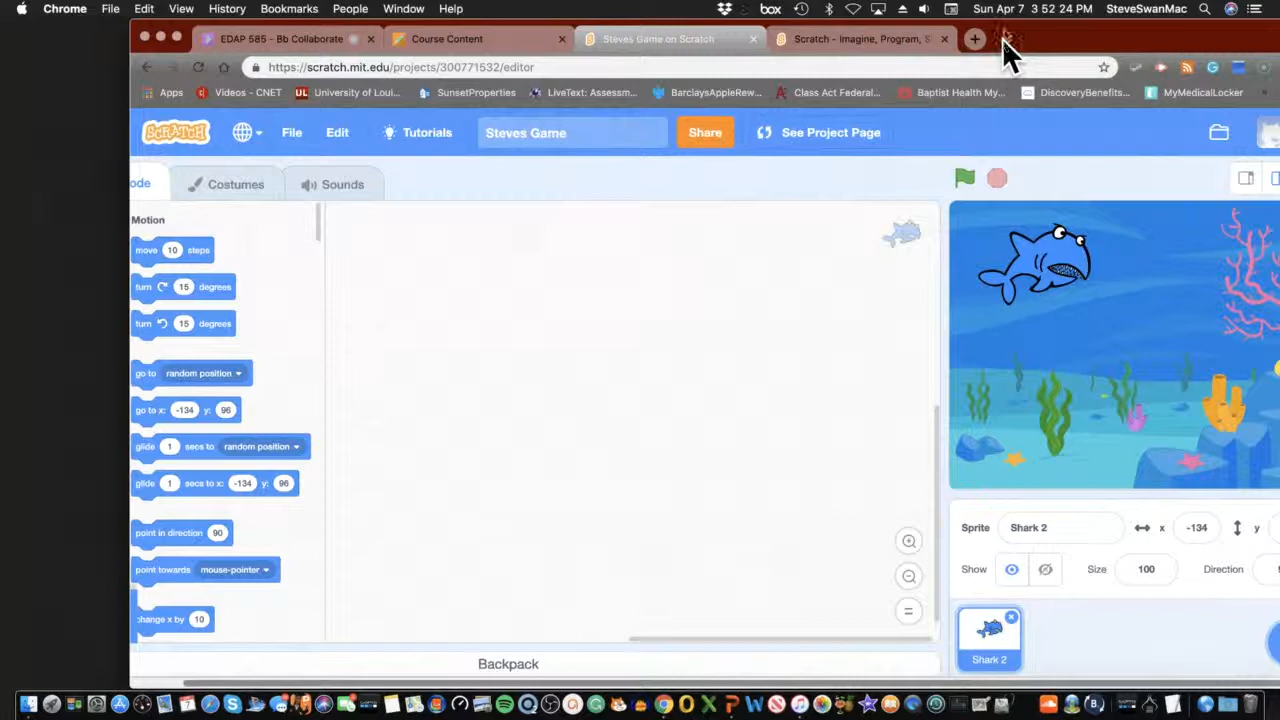 Chrome File Edit View History Bookmarks People Window Help box Sun Apr 7 3 52 24 PM SteveSwanMac
EDAP 585 - Bb Collaborate Course Content Steves Game on Scratch Scratch - Imagine, Program, S
https://scratch.mit.edu/projects/300771532/editor
Apps Videos - CNET UL University of Loui... SunsetProperties LiveText: Assessm... BarclaysAppleRew... Class Act Federal... Baptist Health My... DiscoveryBenefits... MyMedicalLocker »
SCRATCH File Edit Tutorials Steves Game Share See Project Page
ode Costumes Sounds
Motion
move 10 steps
turn 15 degrees
turn 15 degrees
go to random position
go to x: -134 y: 96
glide 1 secs to random position
glide 1 secs to x: -134 y: 96
point in direction 90
point towards mouse-pointer
change x by 10
Sprite Shark 2 x -134 y
Show Size 100 Direction
Shark 2
Backpack